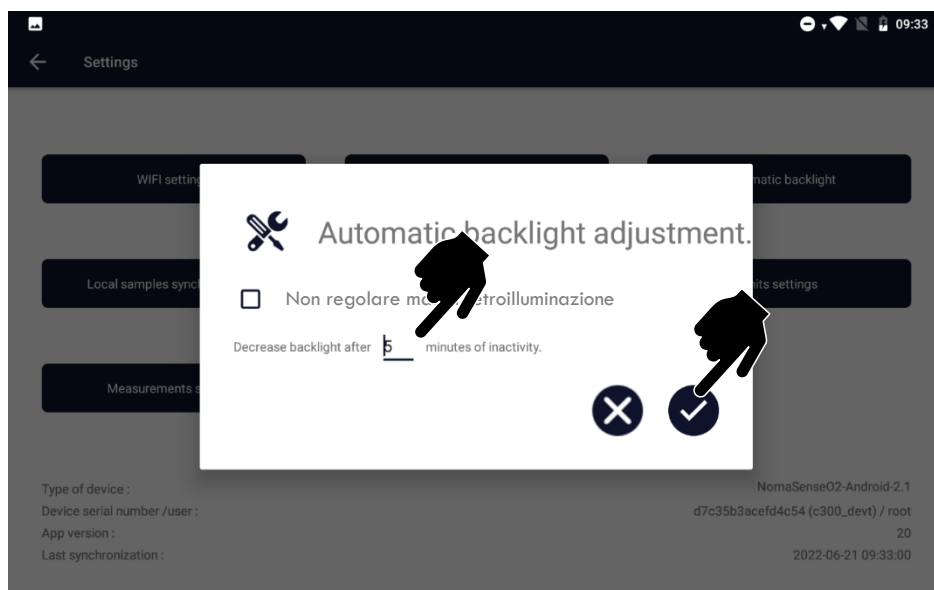 09:33
Settings
WIFI setting
matic backlight
Automatic backlight adjustment.
Local samples sync
nits settings
Non regolare ma etroilluminazione
Decrease backlight after 5 minutes of inactivity.
Measurements s
Type of device :
NomaSenseO2-Android-2.1
Device serial number /user :
d7c35b3acefd4c54 (c300_devt) / root
App version :
20
Last synchronization :
2022-06-21 09:33:00